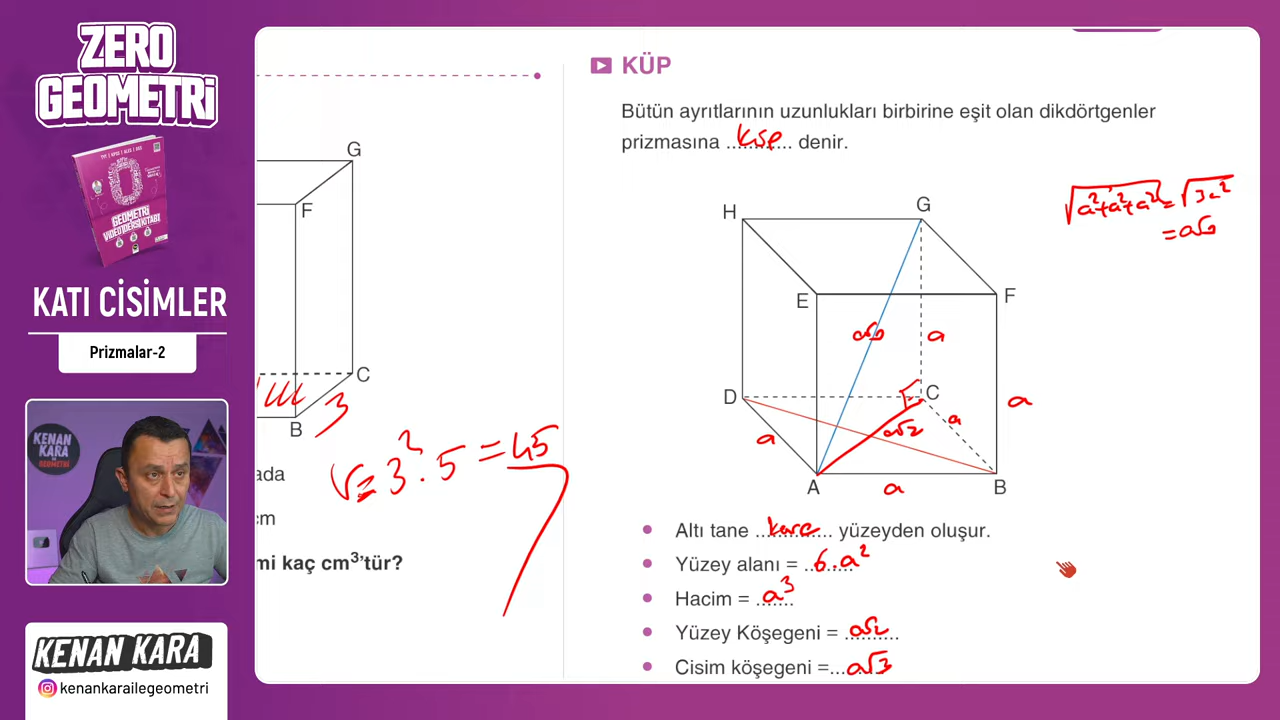 ZERO
GEOMETRİ
GEOMETRİ
VİDEO DERS KİTABI
KATI CİSİMLER
Prizmalar-2
KENAN
KARA
KENAN KARA
kenankarailegeometri
G
F
C
B
3
V = 3² . 5 = 45
ada
cm
mi kaç cm³'tür?
KÜP
Bütün ayrıtlarının uzunlukları birbirine eşit olan dikdörtgenler
prizmasına ...küp... denir.
√a²+a²+a² = √3a²
= a√3
H
G
E
F
a√3
a
D
C
a
a
a
a√2
A
a
B
Altı tane ...kare... yüzeyden oluşur.
Yüzey alanı = 6.a²
Hacim = a³
Yüzey Köşegeni = a√2
Cisim köşegeni =...a√3